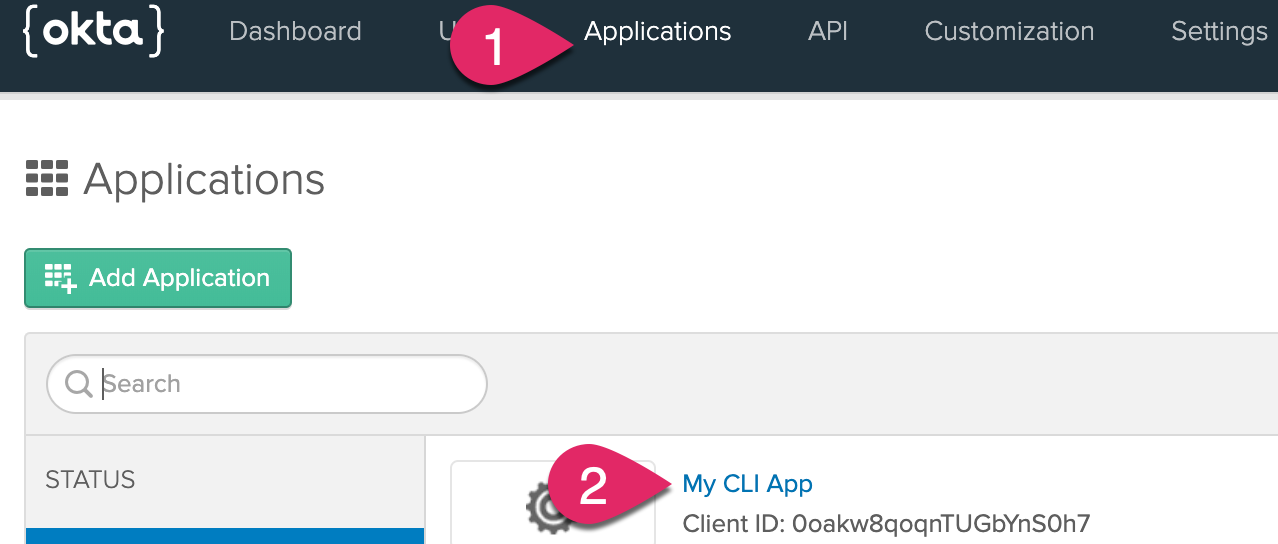 {okta} Dashboard U 1 Applications API Customization Settings
Applications
Add Application
Search
STATUS
2 My CLI App
Client ID: 0oakw8qoqnTUGbYnS0h7